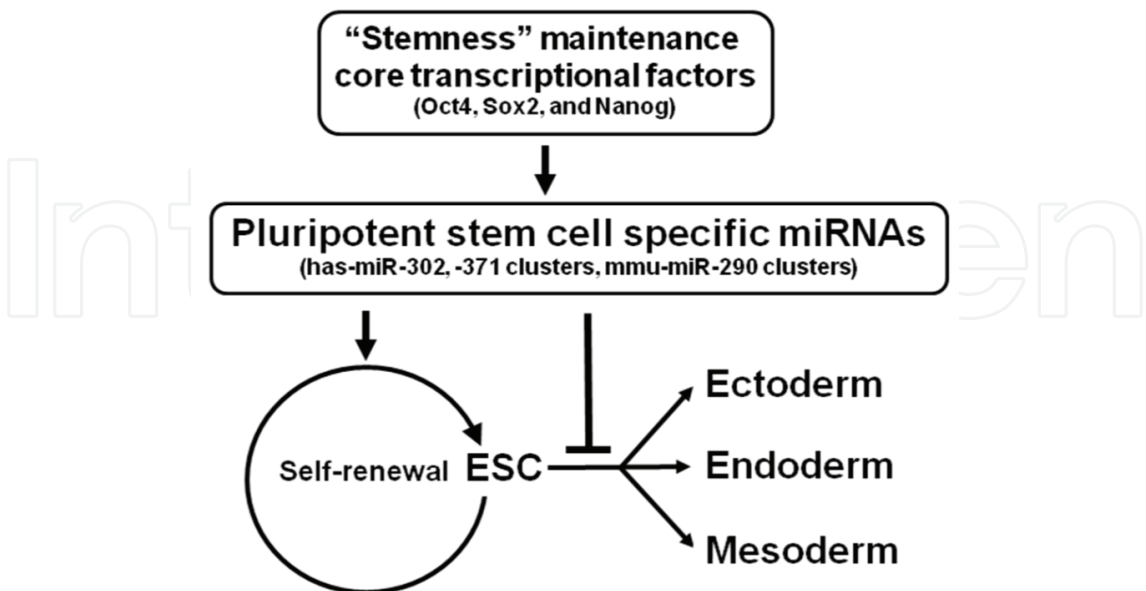 “Stemness” maintenance
core transcriptional factors
(Oct4, Sox2, and Nanog)
Pluripotent stem cell specific miRNAs
(has-miR-302, -371 clusters, mmu-miR-290 clusters)
Self-renewal ESC
Ectoderm
Endoderm
Mesoderm